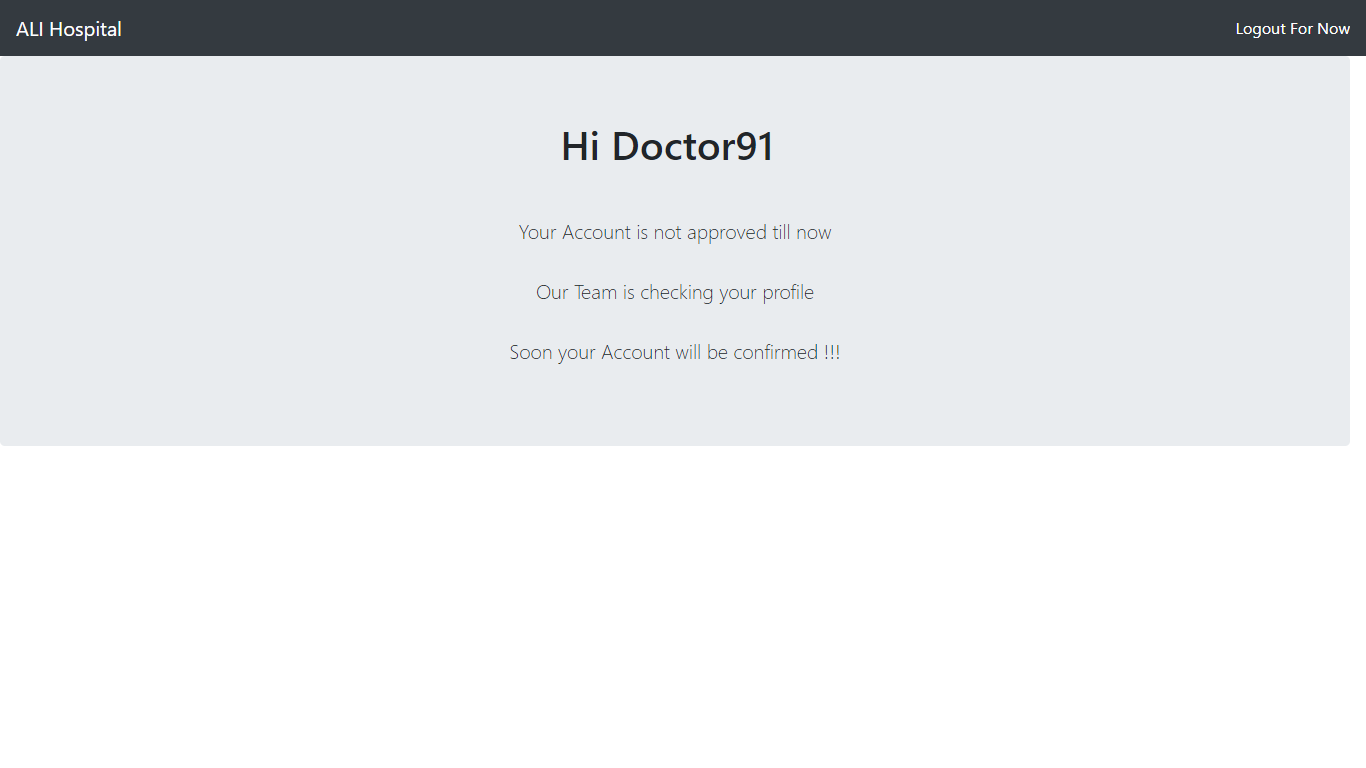 ALI Hospital
Logout For Now
Hi Doctor91
Your Account is not approved till now
Our Team is checking your profile
Soon your Account will be confirmed !!!